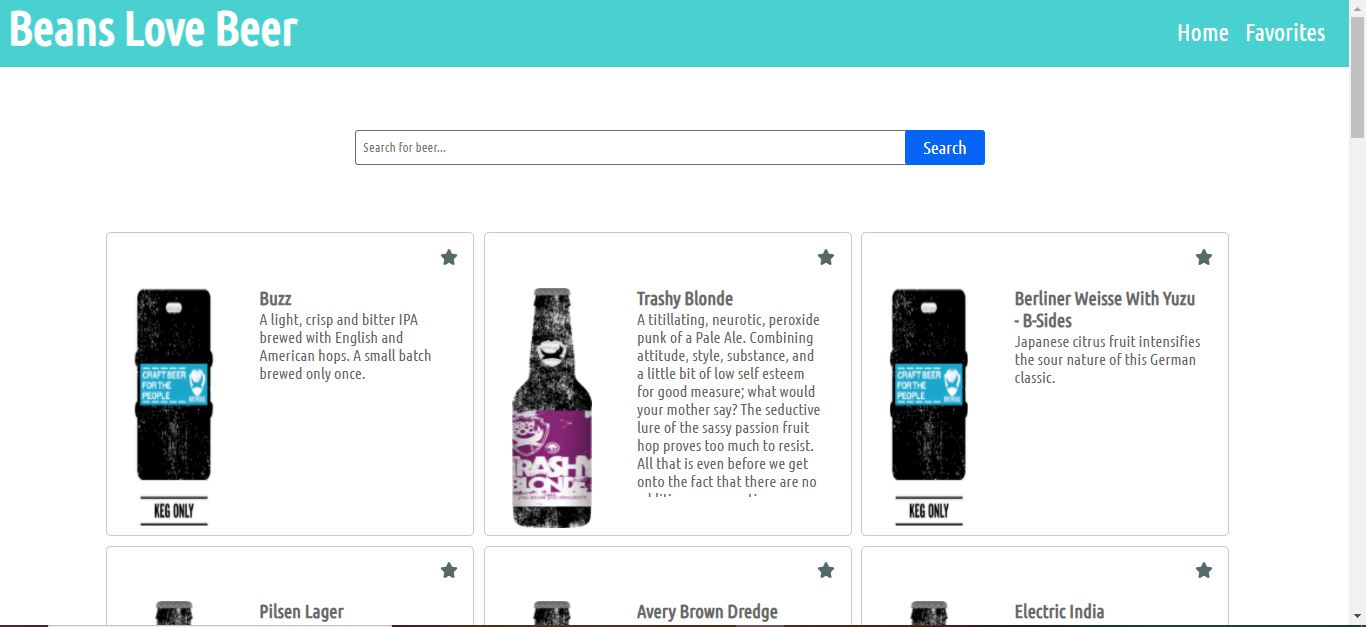 Beans Love Beer
Home Favorites
Search for beer...
Search
CRAFT BEER
FOR THE
PEOPLE
KEG ONLY
Buzz
A light, crisp and bitter IPA
brewed with English and
American hops. A small batch
brewed only once.
TRASHY
BLONDE
Trashy Blonde
A titillating, neurotic, peroxide
punk of a Pale Ale. Combining
attitude, style, substance, and
a little bit of low self esteem
for good measure; what would
your mother say? The seductive
lure of the sassy passion fruit
hop proves too much to resist.
All that is even before we get
onto the fact that there are no
CRAFT BEER
FOR THE
PEOPLE
KEG ONLY
Berliner Weisse With Yuzu
- B-Sides
Japanese citrus fruit intensifies
the sour nature of this German
classic.
Pilsen Lager
Avery Brown Dredge
Electric India